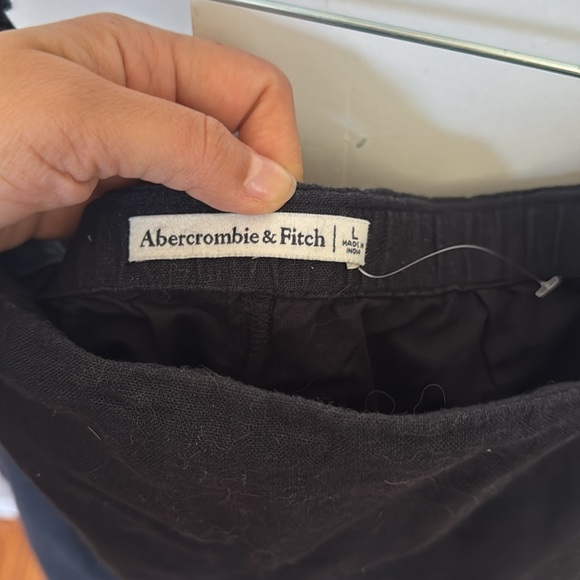 Abercrombie & Fitch | L
MADE IN
INDIA